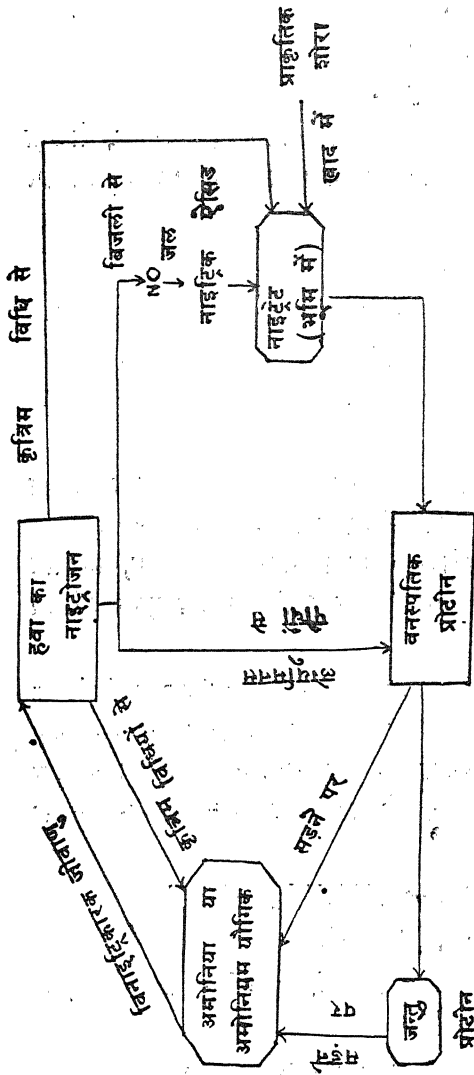 कृत्रिम विधि से
हवा का
नाइट्रोजन
विनाइट्रिकारक जीवाणु
कृत्रिम विधियों से
बिजली से
NO
जल
नाइट्रिक ऐसिड
प्राकृतिक
शोरा
खाद में
नाइट्रेट
(भूमि में)
पौधों से
अमोनिया या
अमोनियम यौगिक
सड़ने पर
वनस्पतिक
प्रोटीन
पर
जन्तु
प्रोटीन